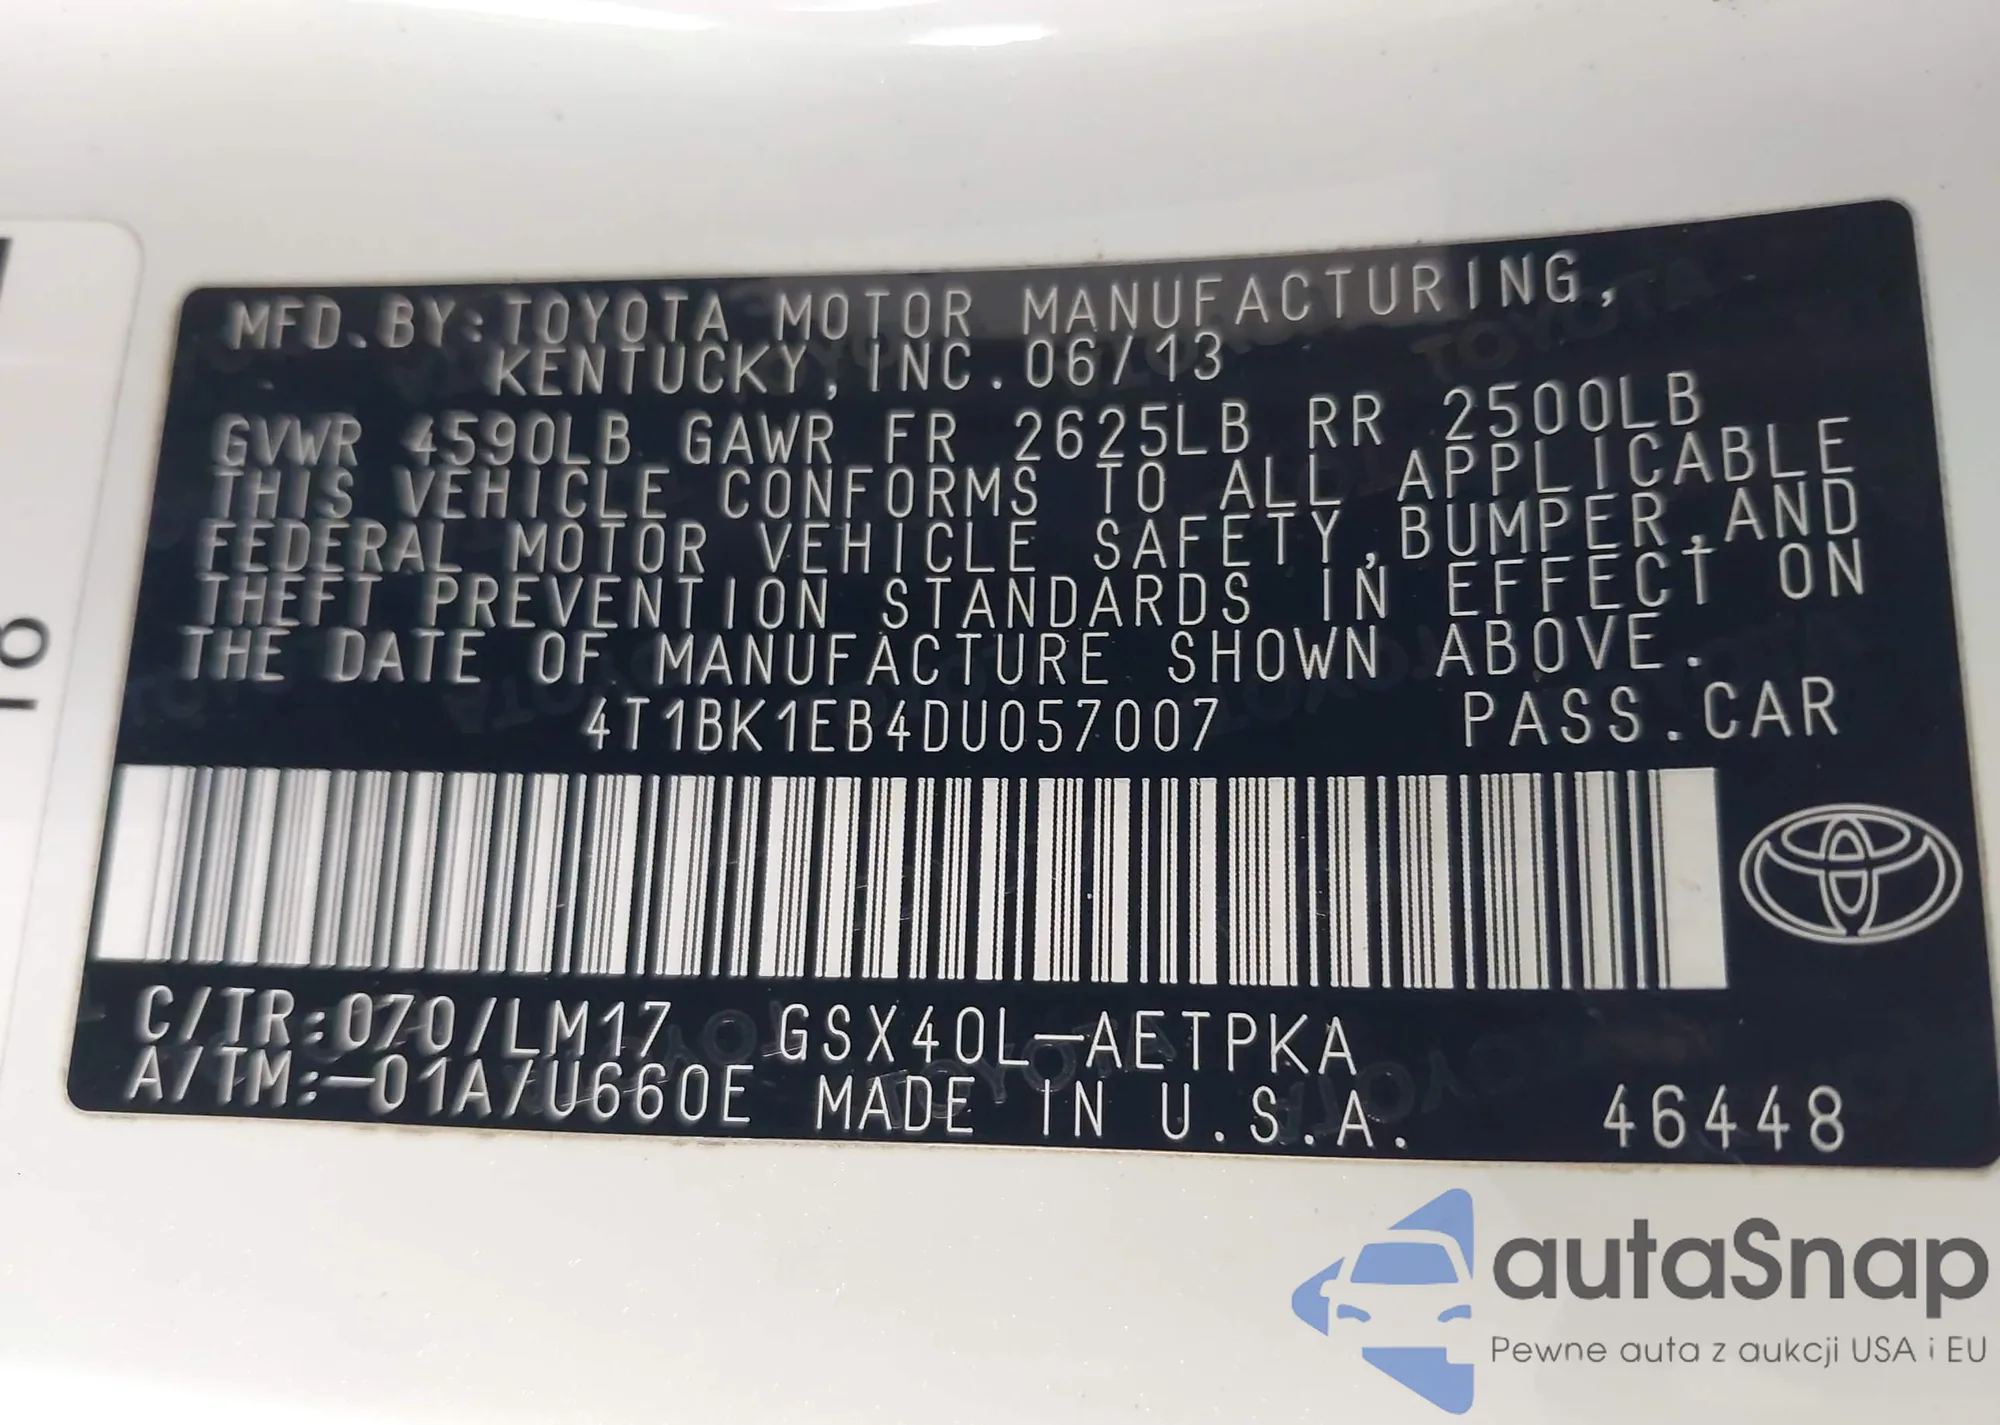 MFD.BY:TOYOTA MOTOR MANUFACTURING,
KENTUCKY,INC.06/13
GVWR 4590LB GAWR FR 2625LB RR 2500LB
THIS VEHICLE CONFORMS TO ALL APPLICABLE
FEDERAL MOTOR VEHICLE SAFETY,BUMPER,AND
THEFT PREVENTION STANDARDS IN EFFECT ON
THE DATE OF MANUFACTURE SHOWN ABOVE.
4T1BK1EB4DU057007 PASS.CAR
C/TR:070/LM17 GSX40L-AETPKA
A/TM:-01A/U660E MADE IN U.S.A. 46448
18
autaSnap
Pewne auta z aukcji USA i EU